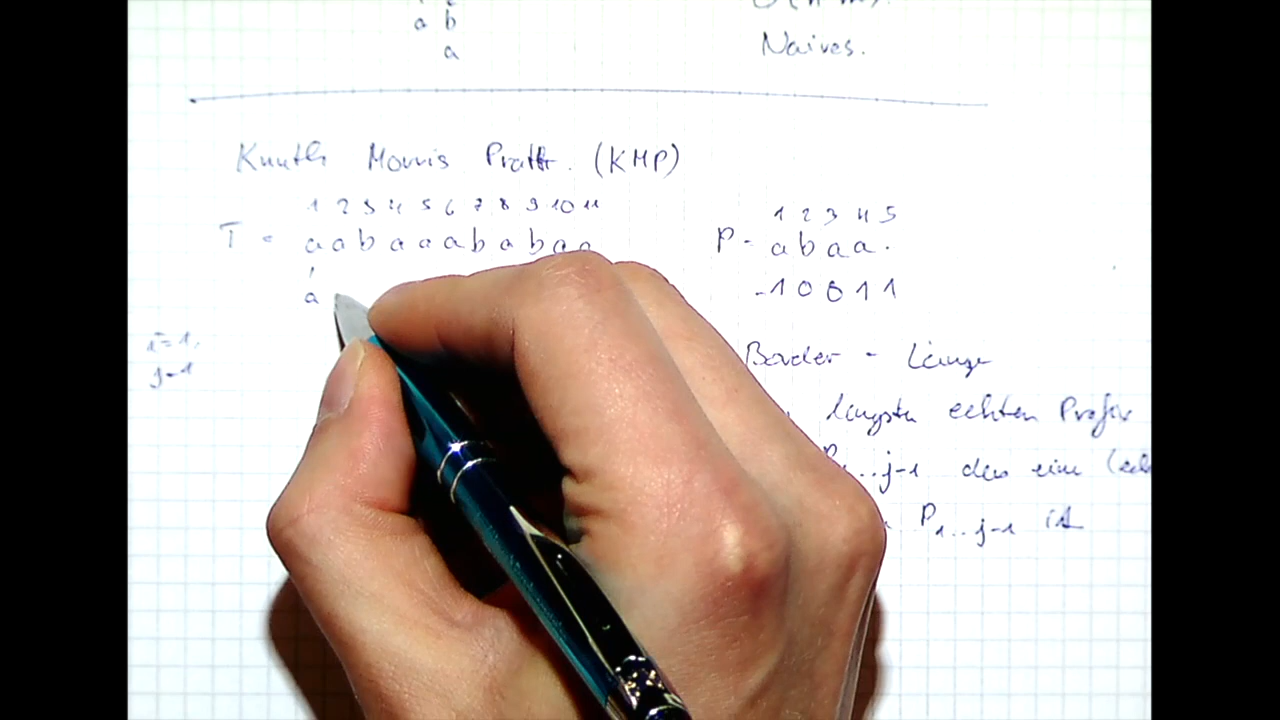 a b
a
Naives.
Knuth Morris Pratt. (KMP)
1 2 3 4 5 6 7 8 9 10 11
T = a a b a a a b a b a a
a
i=1,
j=1
1 2 3 4 5
P = a b a a .
-1 0 0 1 1
Border - Länge
längsten echten Präfix
P1..j-1 das ein
P1..j-1 ist